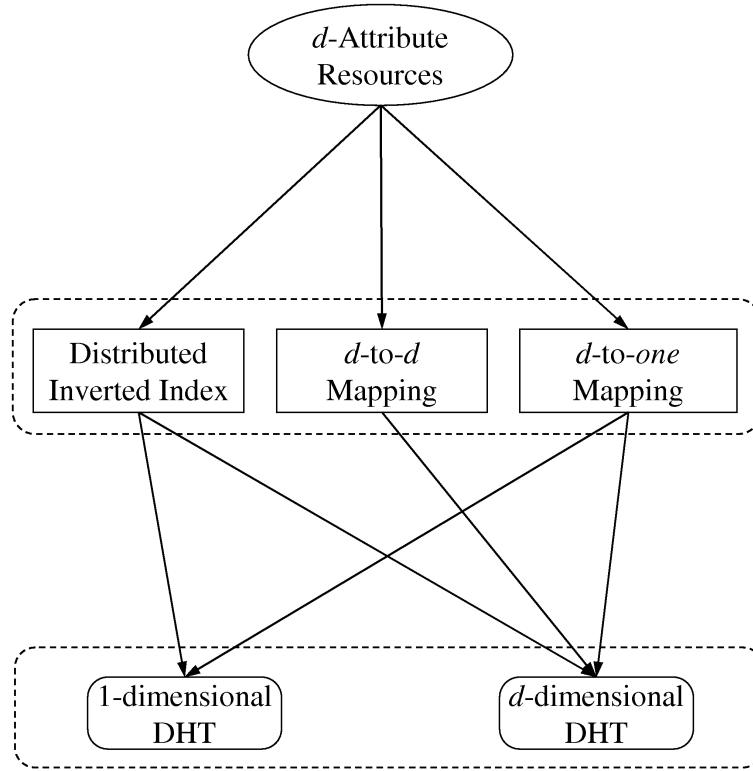 d-Attribute
Resources
Distributed
Inverted Index
d-to-d
Mapping
d-to-one
Mapping
1-dimensional
DHT
d-dimensional
DHT